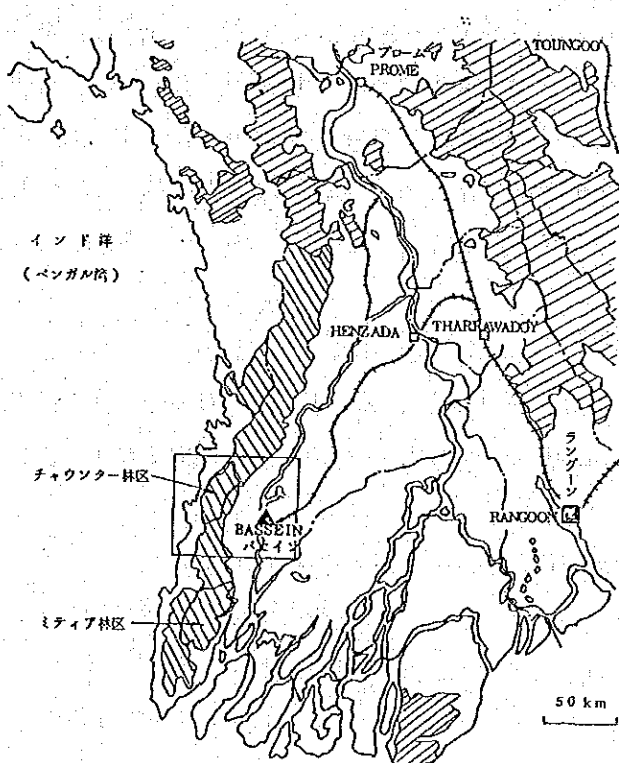 プローム
PROME
TOUNGOO
インド洋
(ベンガル湾)
HENZADA
THARRAWADDY
チャウンター林区
ラングーン
BASSEIN
バセイン
RANGOON
ミティア林区
50 km